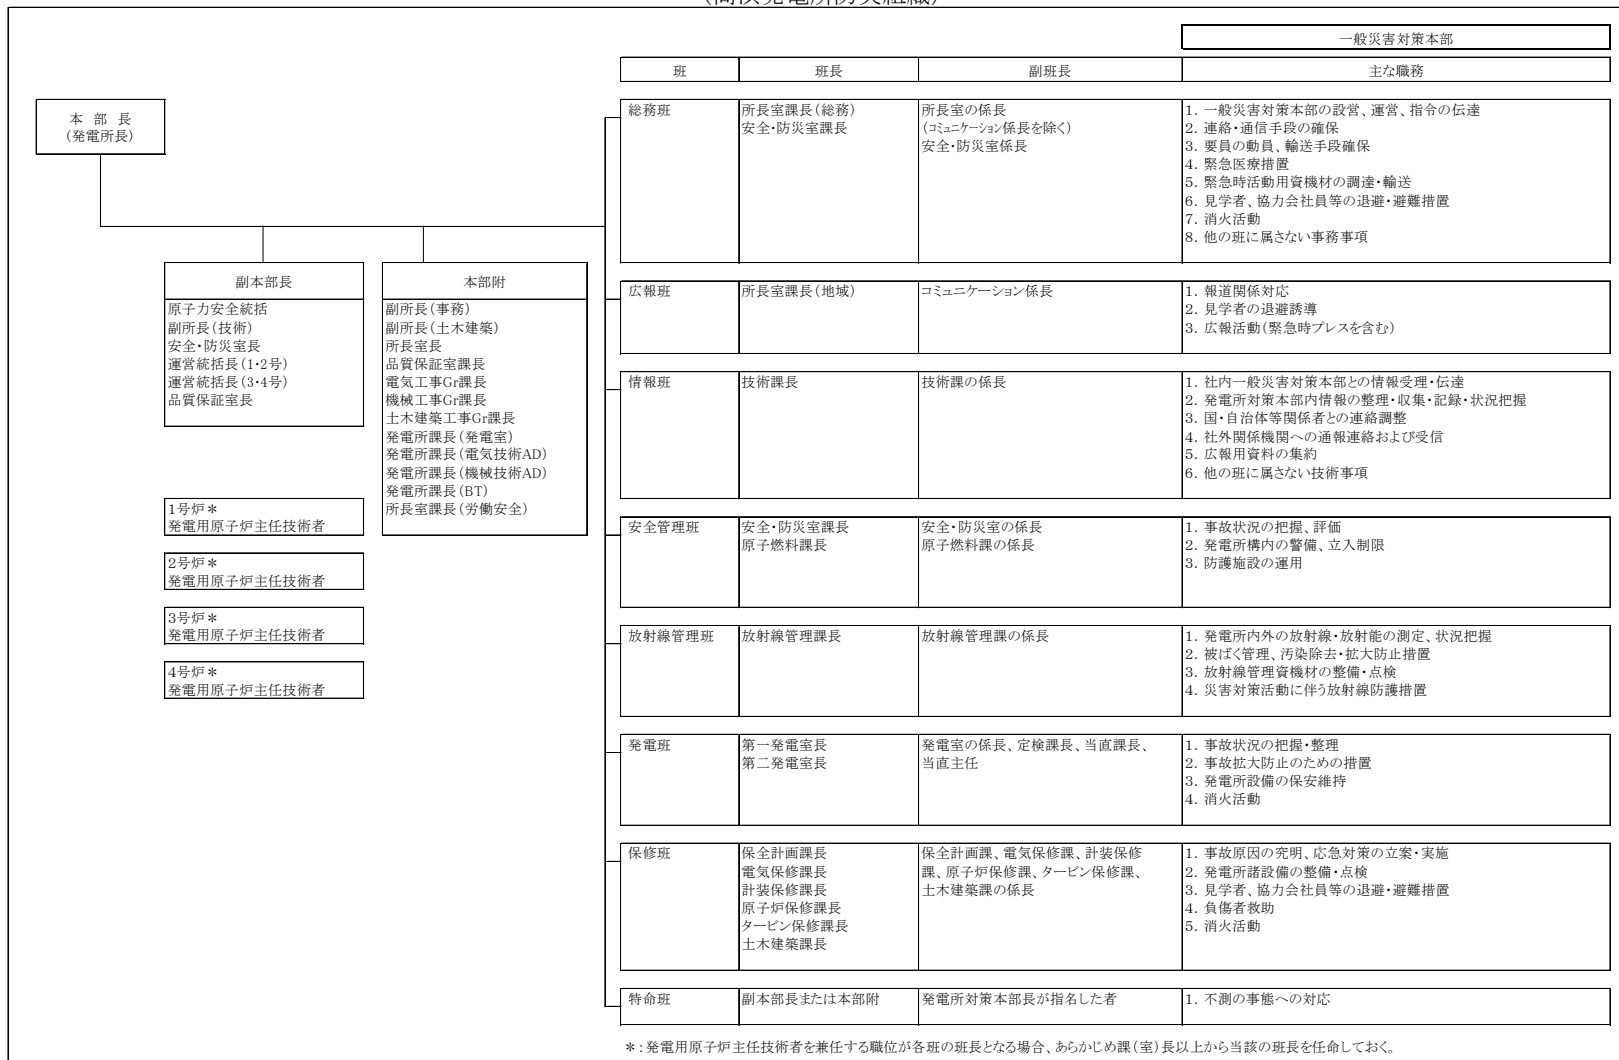 (高浜発電所防災組織)
一般災害対策本部
班 班長 副班長 主な職務
本 部 長
(発電所長)
副本部長
原子力安全統括
副所長(技術)
安全・防災室長
運営統括長(1・2号)
運営統括長(3・4号)
品質保証室長
1号炉*
発電用原子炉主任技術者
2号炉*
発電用原子炉主任技術者
3号炉*
発電用原子炉主任技術者
4号炉*
発電用原子炉主任技術者
本部附
副所長(事務)
副所長(土木建築)
所長室長
品質保証室課長
電気工事Gr課長
機械工事Gr課長
土木建築工事Gr課長
発電所課長(発電室)
発電所課長(電気技術AD)
発電所課長(機械技術AD)
発電所課長(BT)
所長室課長(労働安全)
総務班
所長室課長(総務)
安全・防災室課長
所長室の係長
(コミュニケーション係長を除く)
安全・防災室係長
1. 一般災害対策本部の設営、運営、指令の伝達
2. 連絡・通信手段の確保
3. 要員の動員、輸送手段確保
4. 緊急医療措置
5. 緊急時活動用資機材の調達・輸送
6. 見学者、協力会社員等の退避・避難措置
7. 消火活動
8. 他の班に属さない事務事項
広報班
所長室課長(地域)
コミュニケーション係長
1. 報道関係対応
2. 見学者の退避誘導
3. 広報活動(緊急時プレスを含む)
情報班
技術課長
技術課の係長
1. 社内一般災害対策本部との情報受理・伝達
2. 発電所対策本部内情報の整理・収集・記録・状況把握
3. 国・自治体等関係者との連絡調整
4. 社外関係機関への通報連絡および受信
5. 広報用資料の集約
6. 他の班に属さない技術事項
安全管理班
安全・防災室課長
原子燃料課長
安全・防災室の係長
原子燃料課の係長
1. 事故状況の把握、評価
2. 発電所構内の警備、立入制限
3. 防護施設の運用
放射線管理班
放射線管理課長
放射線管理課の係長
1. 発電所内外の放射線・放射能の測定、状況把握
2. 被ばく管理、汚染除去・拡大防止措置
3. 放射線管理資機材の整備・点検
4. 災害対策活動に伴う放射線防護措置
発電班
第一発電室長
第二発電室長
発電室の係長、定検課長、当直課長、
当直主任
1. 事故状況の把握・整理
2. 事故拡大防止のための措置
3. 発電所設備の保安維持
4. 消火活動
保修班
保全計画課長
電気保修課長
計装保修課長
原子炉保修課長
タービン保修課長
土木建築課長
保全計画課、電気保修課、計装保修
課、原子炉保修課、タービン保修課、
土木建築課の係長
1. 事故原因の究明、応急対策の立案・実施
2. 発電所諸設備の整備・点検
3. 見学者、協力会社員等の退避・避難措置
4. 負傷者救助
5. 消火活動
特命班
副本部長または本部附
発電所対策本部長が指名した者
1. 不測の事態への対応
*:発電用原子炉主任技術者を兼任する職位が各班の班長となる場合、あらかじめ課(室)長以上から当該の班長を任命しておく。